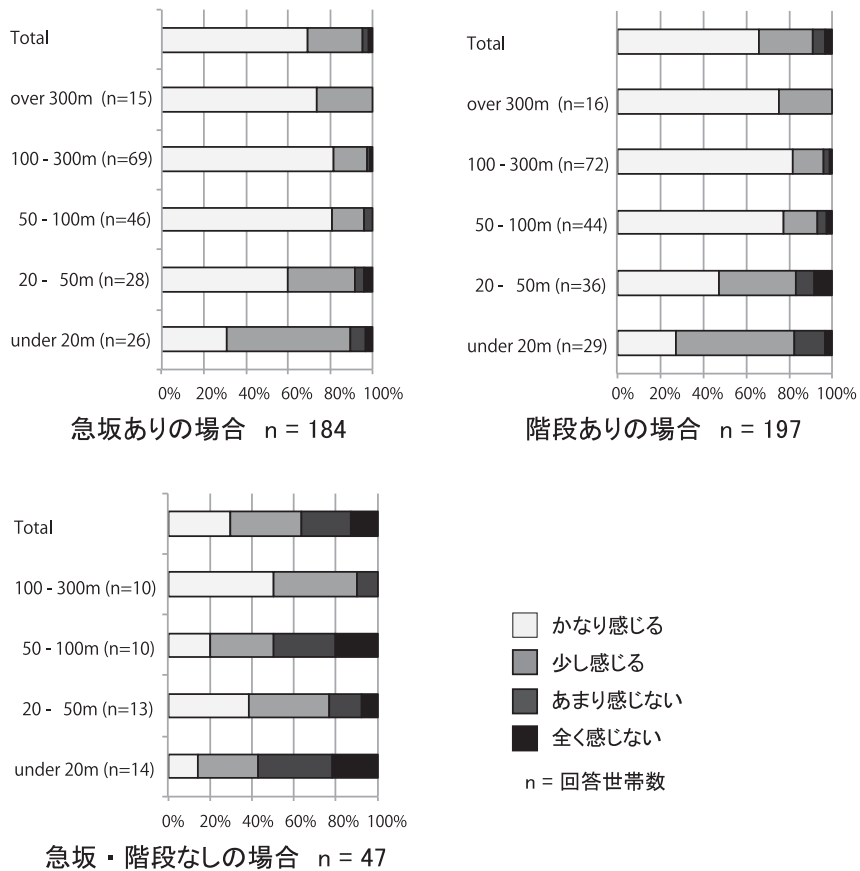 Total
over 300m (n=15)
100 - 300m (n=69)
50 - 100m (n=46)
20 - 50m (n=28)
under 20m (n=26)
0% 20% 40% 60% 80% 100%
急坂ありの場合 n = 184
Total
over 300m (n=16)
100 - 300m (n=72)
50 - 100m (n=44)
20 - 50m (n=36)
under 20m (n=29)
0% 20% 40% 60% 80% 100%
階段ありの場合 n = 197
Total
100 - 300m (n=10)
50 - 100m (n=10)
20 - 50m (n=13)
under 20m (n=14)
0% 20% 40% 60% 80% 100%
急坂・階段なしの場合 n = 47
かなり感じる
少し感じる
あまり感じない
全く感じない
n = 回答世帯数